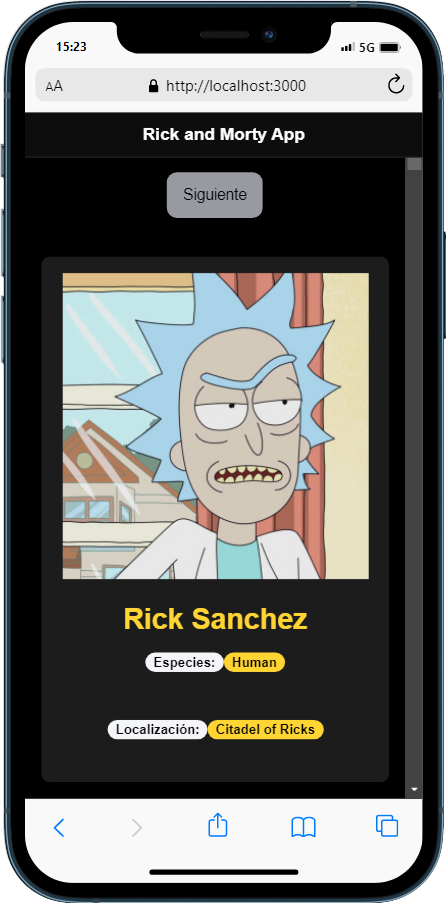 15:23 5G
AA http://localhost:3000
Rick and Morty App
Siguiente
Rick Sanchez
Especies: Human
Localización: Citadel of Ricks